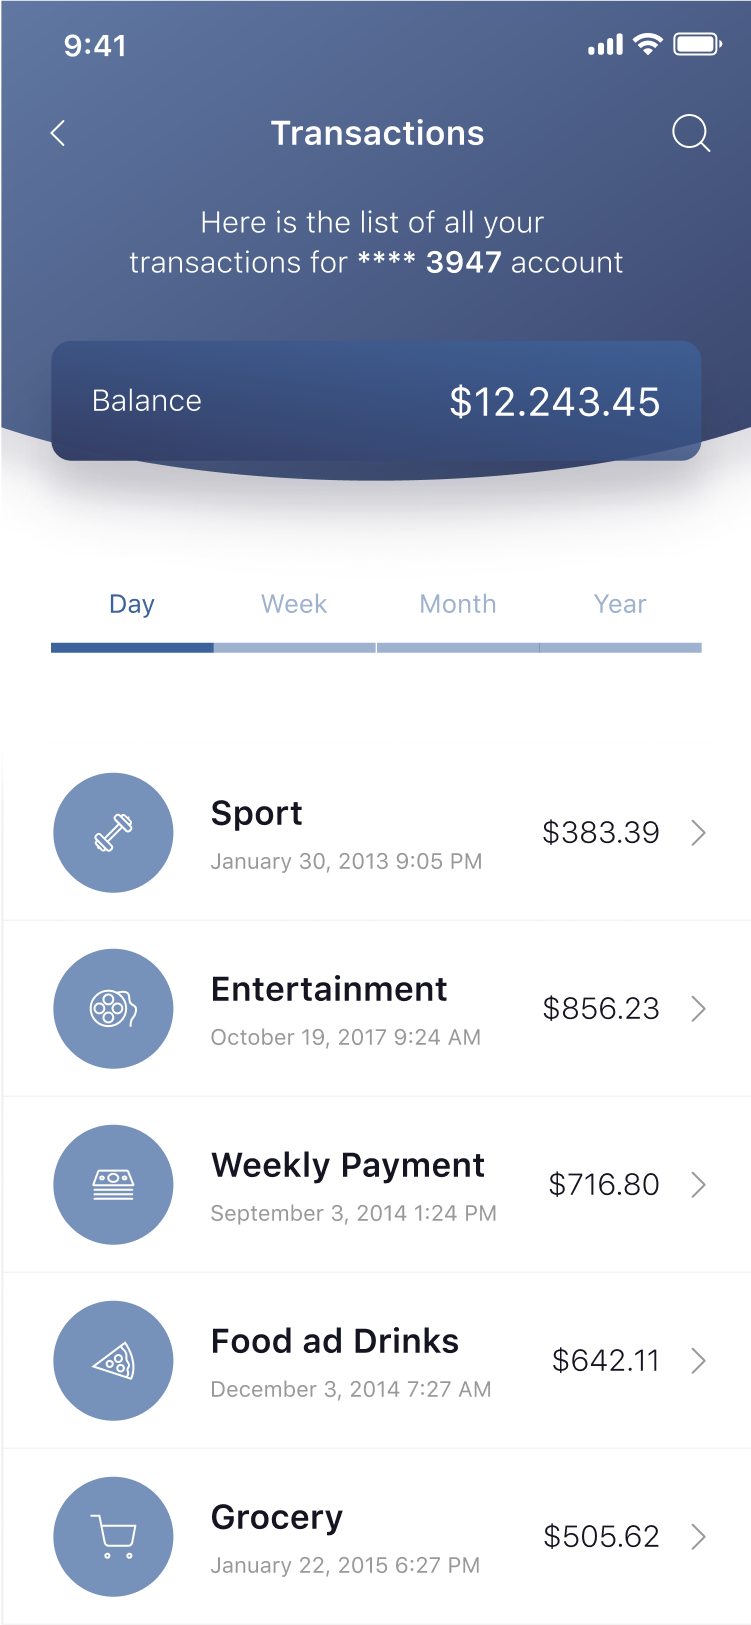 9:41
Transactions
Here is the list of all your
transactions for **** 3947 account
Balance $12.243.45
Day Week Month Year
Sport
$383.39
January 30, 2013 9:05 PM
Entertainment
$856.23
October 19, 2017 9:24 AM
Weekly Payment
$716.80
September 3, 2014 1:24 PM
Food ad Drinks
$642.11
December 3, 2014 7:27 AM
Grocery
$505.62
January 22, 2015 6:27 PM